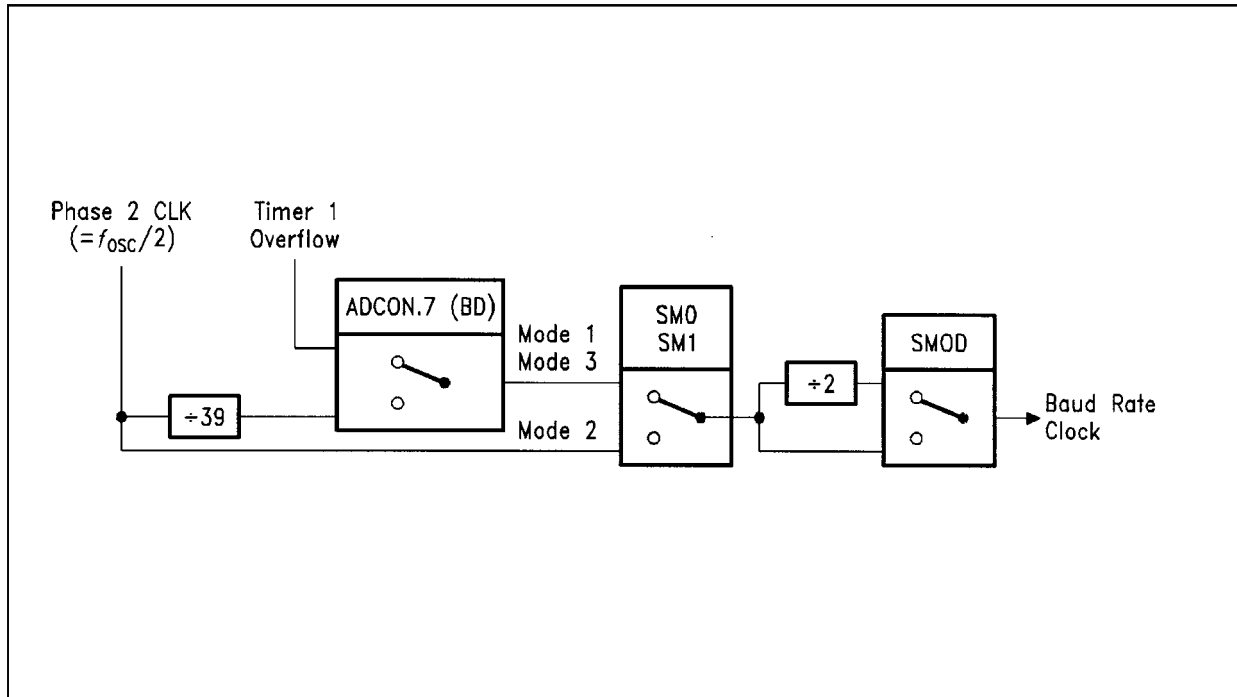 Phase 2 CLK
(=fOSC/2)
Timer 1
Overflow
ADCON.7 (BD)
Mode 1
Mode 3
Mode 2
SM0
SM1
÷2
SMOD
÷39
Baud Rate
Clock